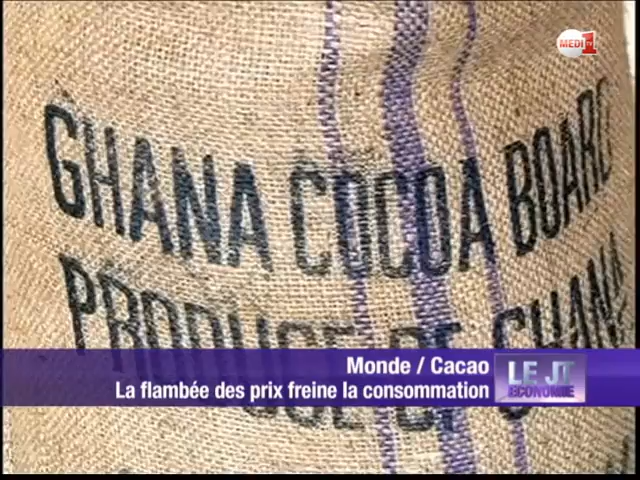 MEDI 1
GHANA COCOA BOARD
PRODUCE OF GHANA
Monde / Cacao
La flambée des prix freine la consommation
LE JT
ÉCONOMIE